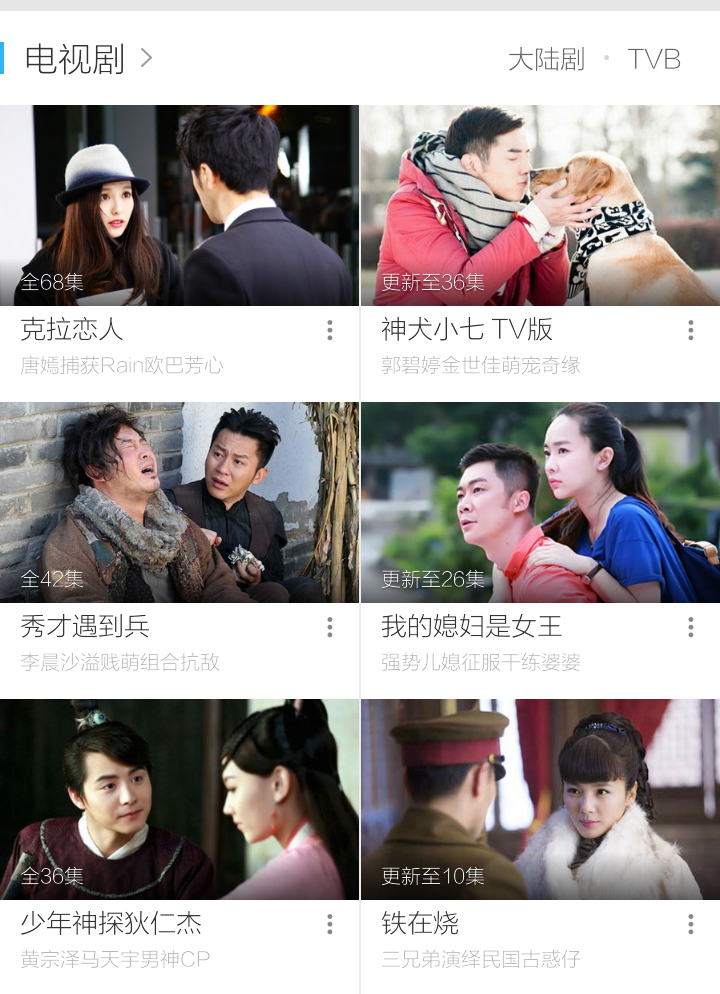 电视剧
大陆剧 • TVB
全68集
更新至36集
克拉恋人
神犬小七 TV版
唐嫣捕获Rain欧巴芳心
郭碧婷金世佳萌宠奇缘
全42集
更新至26集
秀才遇到兵
我的媳妇是女王
李晨沙溢贱萌组合抗敌
强势儿媳征服干练婆婆
全36集
更新至10集
少年神探狄仁杰
铁在烧
黄宗泽马天宇男神CP
三兄弟演绎民国古惑仔